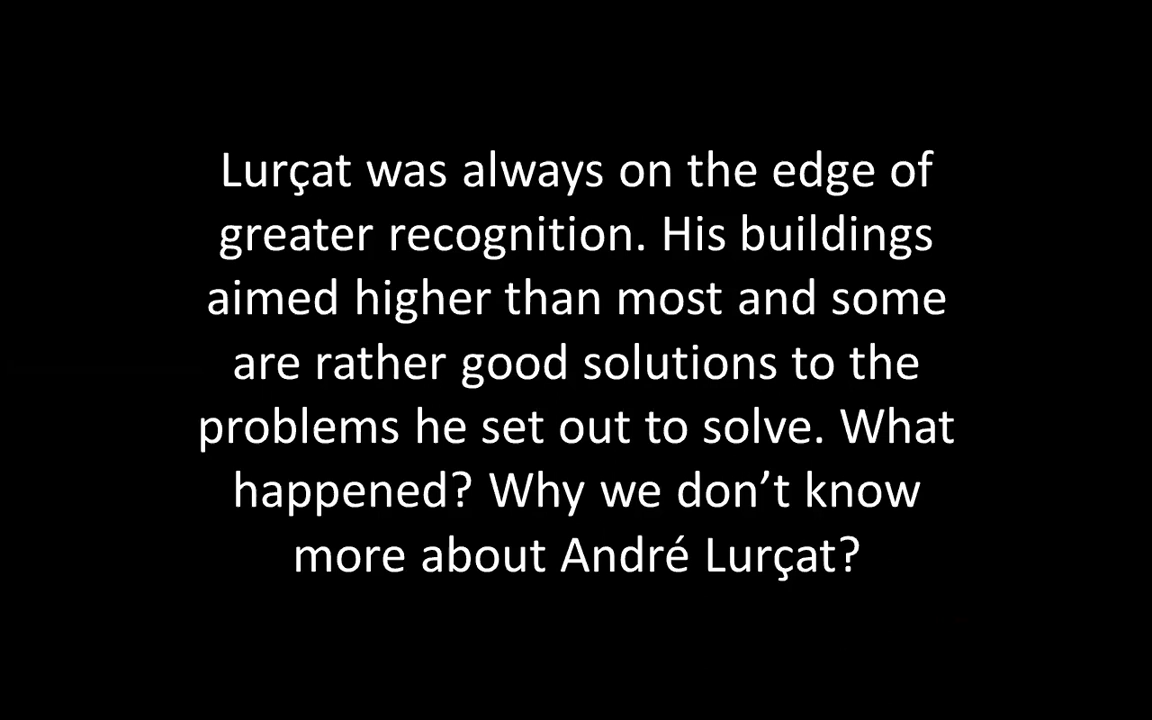 Lurçat was always on the edge of
greater recognition. His buildings
aimed higher than most and some
are rather good solutions to the
problems he set out to solve. What
happened? Why we don’t know
more about André Lurçat?